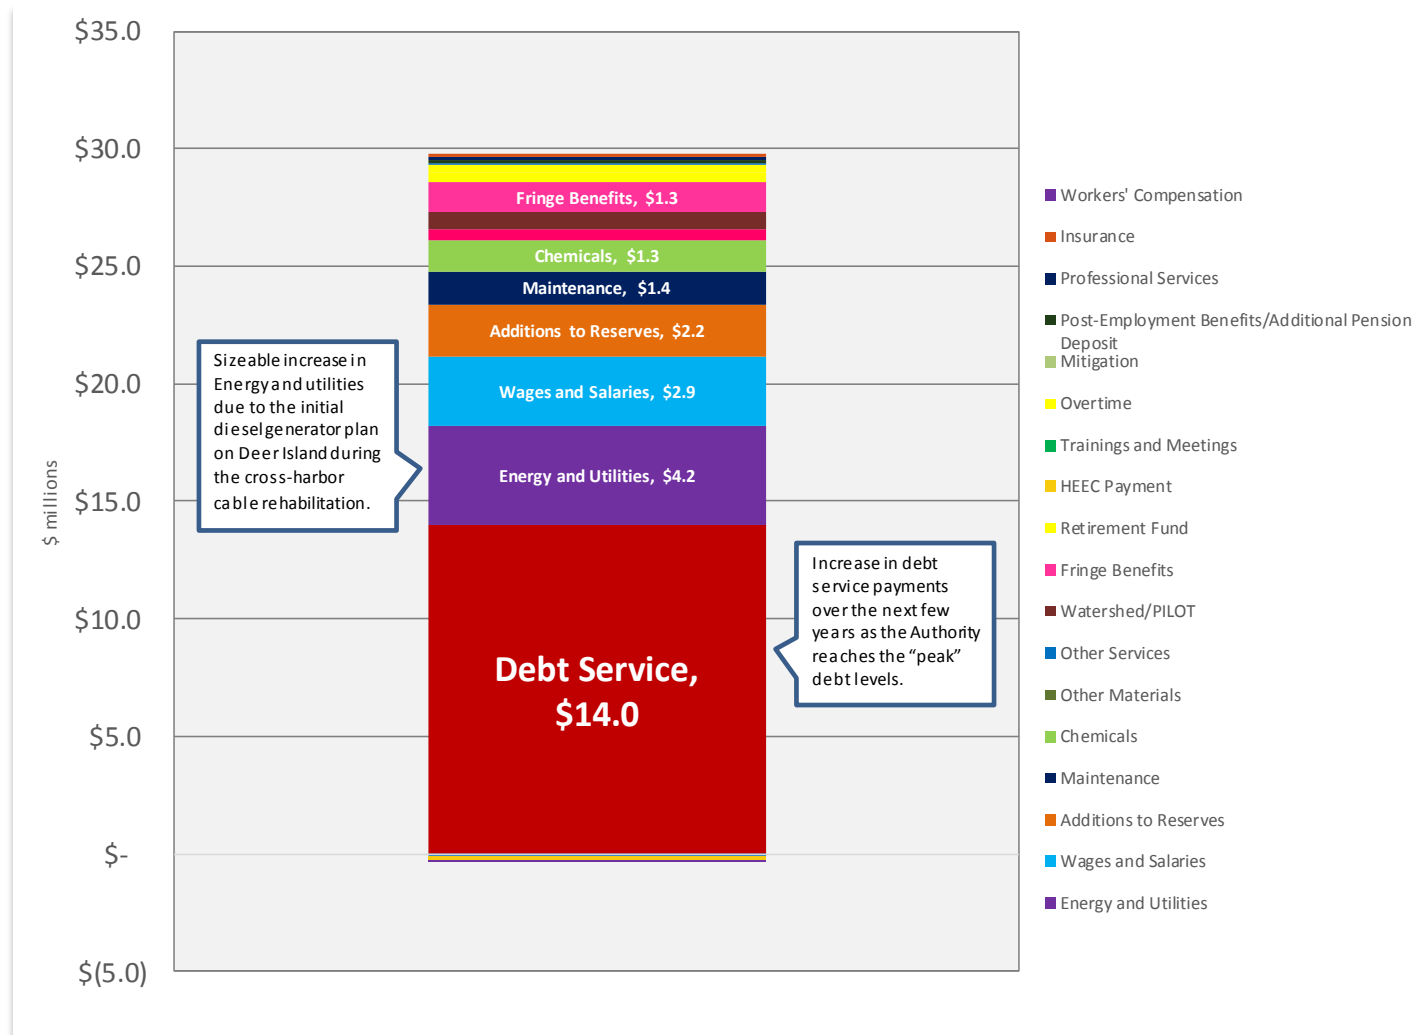 $35.0
$30.0
$25.0
$20.0
$15.0
$10.0
$5.0
$-
$(5.0)
$ millions
Fringe Benefits, $1.3
Chemicals, $1.3
Maintenance, $1.4
Additions to Reserves, $2.2
Wages and Salaries, $2.9
Energy and Utilities, $4.2
Debt Service,
$14.0
Sizeable increase in
Energy and utilities
due to the initial
diesel generator plan
on Deer Island during
the cross-harbor
cable rehabilitation.
Increase in debt
service payments
over the next few
years as the Authority
reaches the “peak”
debt levels.
Workers' Compensation
Insurance
Professional Services
Post-Employment Benefits/Additional Pension
Deposit
Mitigation
Overtime
Trainings and Meetings
HEEC Payment
Retirement Fund
Fringe Benefits
Watershed/PILOT
Other Services
Other Materials
Chemicals
Maintenance
Additions to Reserves
Wages and Salaries
Energy and Utilities